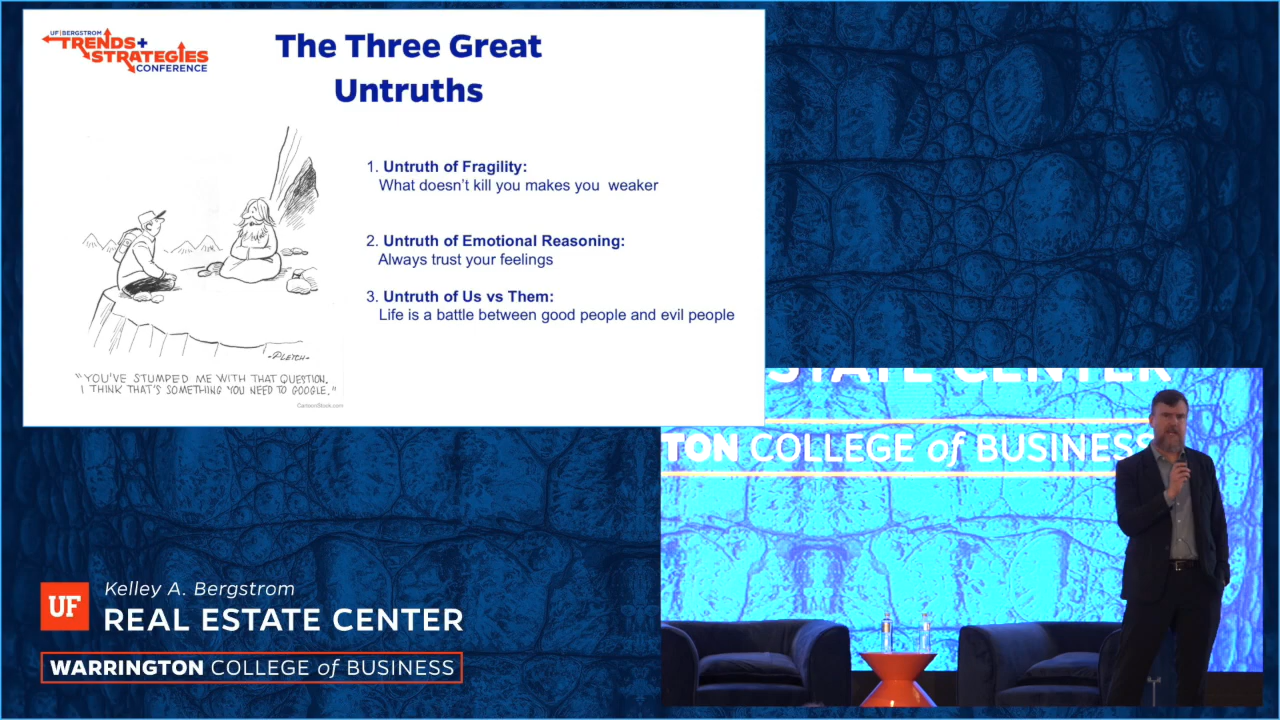 UF|BERGSTROM
TRENDS+
STRATEGIES
CONFERENCE
The Three Great
Untruths
1. Untruth of Fragility:
What doesn't kill you makes you weaker
2. Untruth of Emotional Reasoning:
Always trust your feelings
3. Untruth of Us vs Them:
Life is a battle between good people and evil people
-PLETCH-
"YOU'VE STUMPED ME WITH THAT QUESTION.
I THINK THAT'S SOMETHING YOU NEED TO GOOGLE."
CartoonStock.com
STATE CENTER
TON COLLEGE of BUSINESS
UF
Kelley A. Bergstrom
REAL ESTATE CENTER
WARRINGTON COLLEGE of BUSINESS